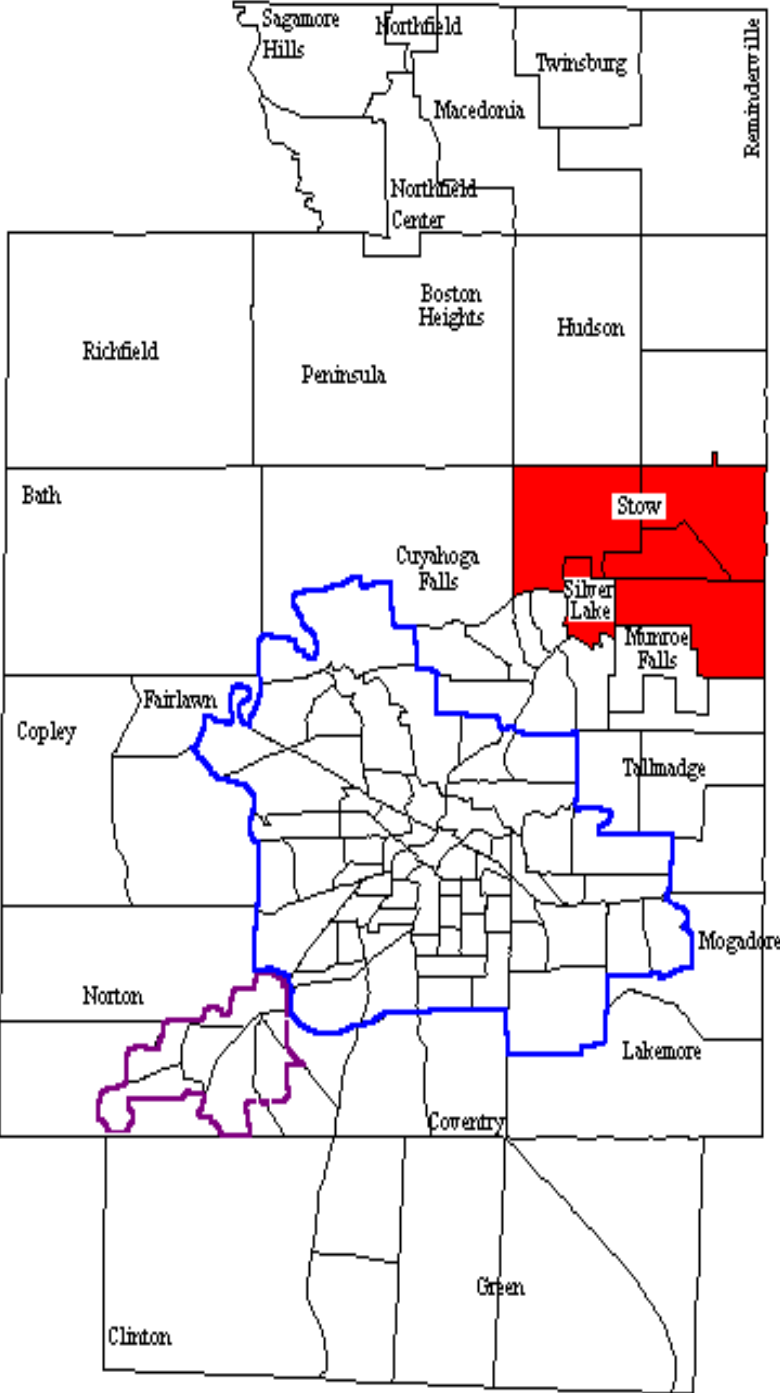 Sagamore
Hills
Northfield
Twinsburg
Reminderville
Macedonia
Northfield
Center
Boston
Heights
Hudson
Richfield
Peninsula
Bath
Stow
Cuyahoga
Falls
Silver
Lake
Munroe
Falls
Fairlawn
Copley
Tallmadge
Mogadore
Norton
Lakemore
Coventry
Green
Clinton